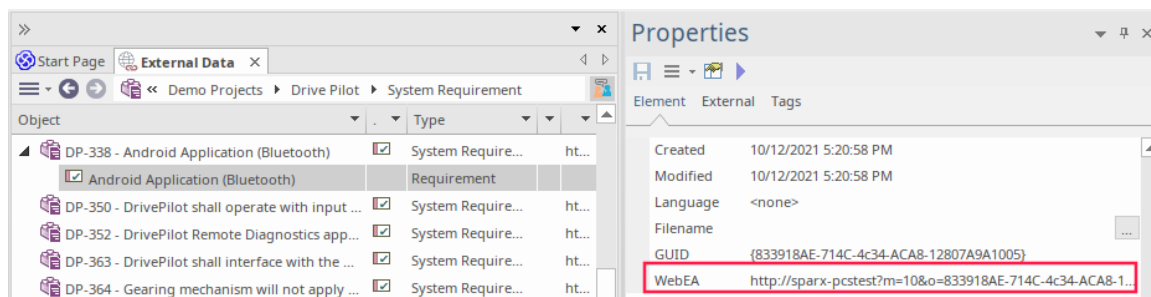 Start Page External Data
« Demo Projects Drive Pilot System Requirement
Object . Type
DP-338 - Android Application (Bluetooth) System Require... ht...
Android Application (Bluetooth) Requirement
DP-350 - DrivePilot shall operate with input ... System Require... ht...
DP-352 - DrivePilot Remote Diagnostics app... System Require... ht...
DP-363 - DrivePilot shall interface with the ... System Require... ht...
DP-364 - Gearing mechanism will not apply ... System Require... ht...
Properties
Element External Tags
Created 10/12/2021 5:20:58 PM
Modified 10/12/2021 5:20:58 PM
Language <none>
Filename ...
GUID {833918AE-714C-4c34-ACA8-12807A9A1005}
WebEA http://sparx-pcstest?m=10&o=833918AE-714C-4c34-ACA8-1...